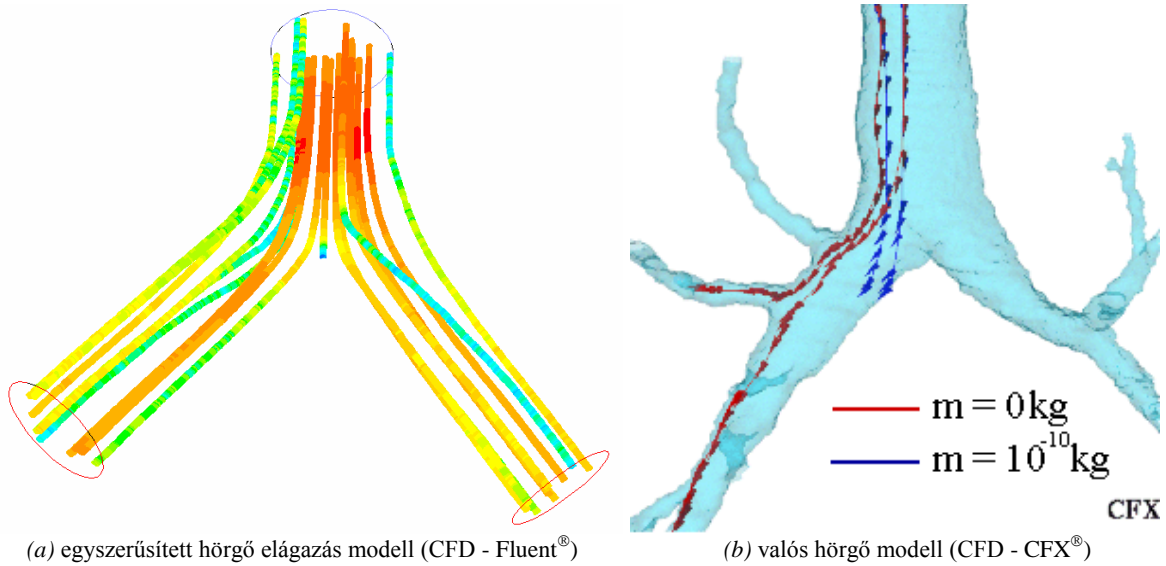 m = 0kg
m = 10⁻¹⁰kg
CFX
(a) egyszerűsített hörgő elágazás modell (CFD - Fluent®)
(b) valós hörgő modell (CFD - CFX®)